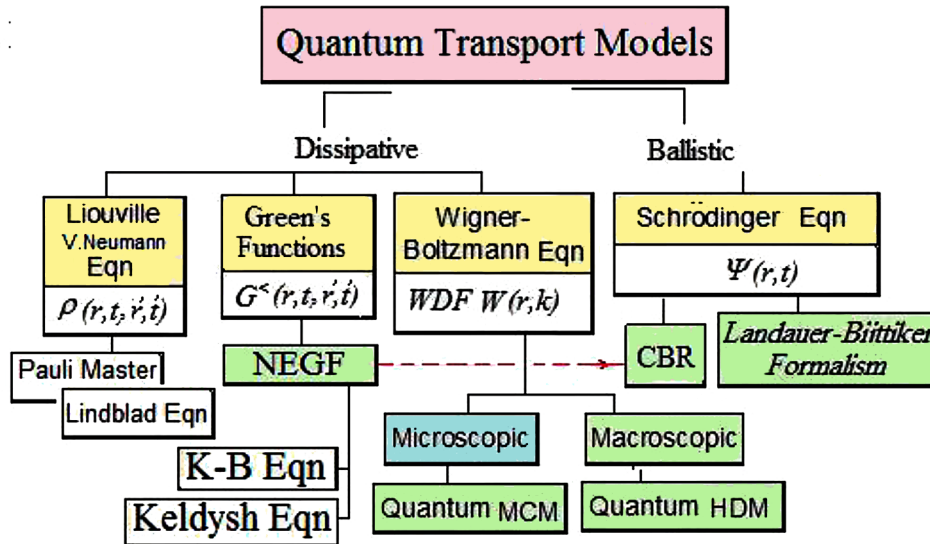 Quantum Transport Models
Dissipative
Ballistic
Liouville
V.Neumann
Eqn
ρ(r,t,r',t')
Green's
Functions
G<(r,t,r',t')
Wigner-
Boltzmann Eqn
WDF W(r,k)
Schrödinger Eqn
Ψ(r,t)
Pauli Master
Lindblad Eqn
NEGF
CBR
Landauer-Büttiker
Formalism
K-B Eqn
Keldysh Eqn
Microscopic
Macroscopic
Quantum MCM
Quantum HDM